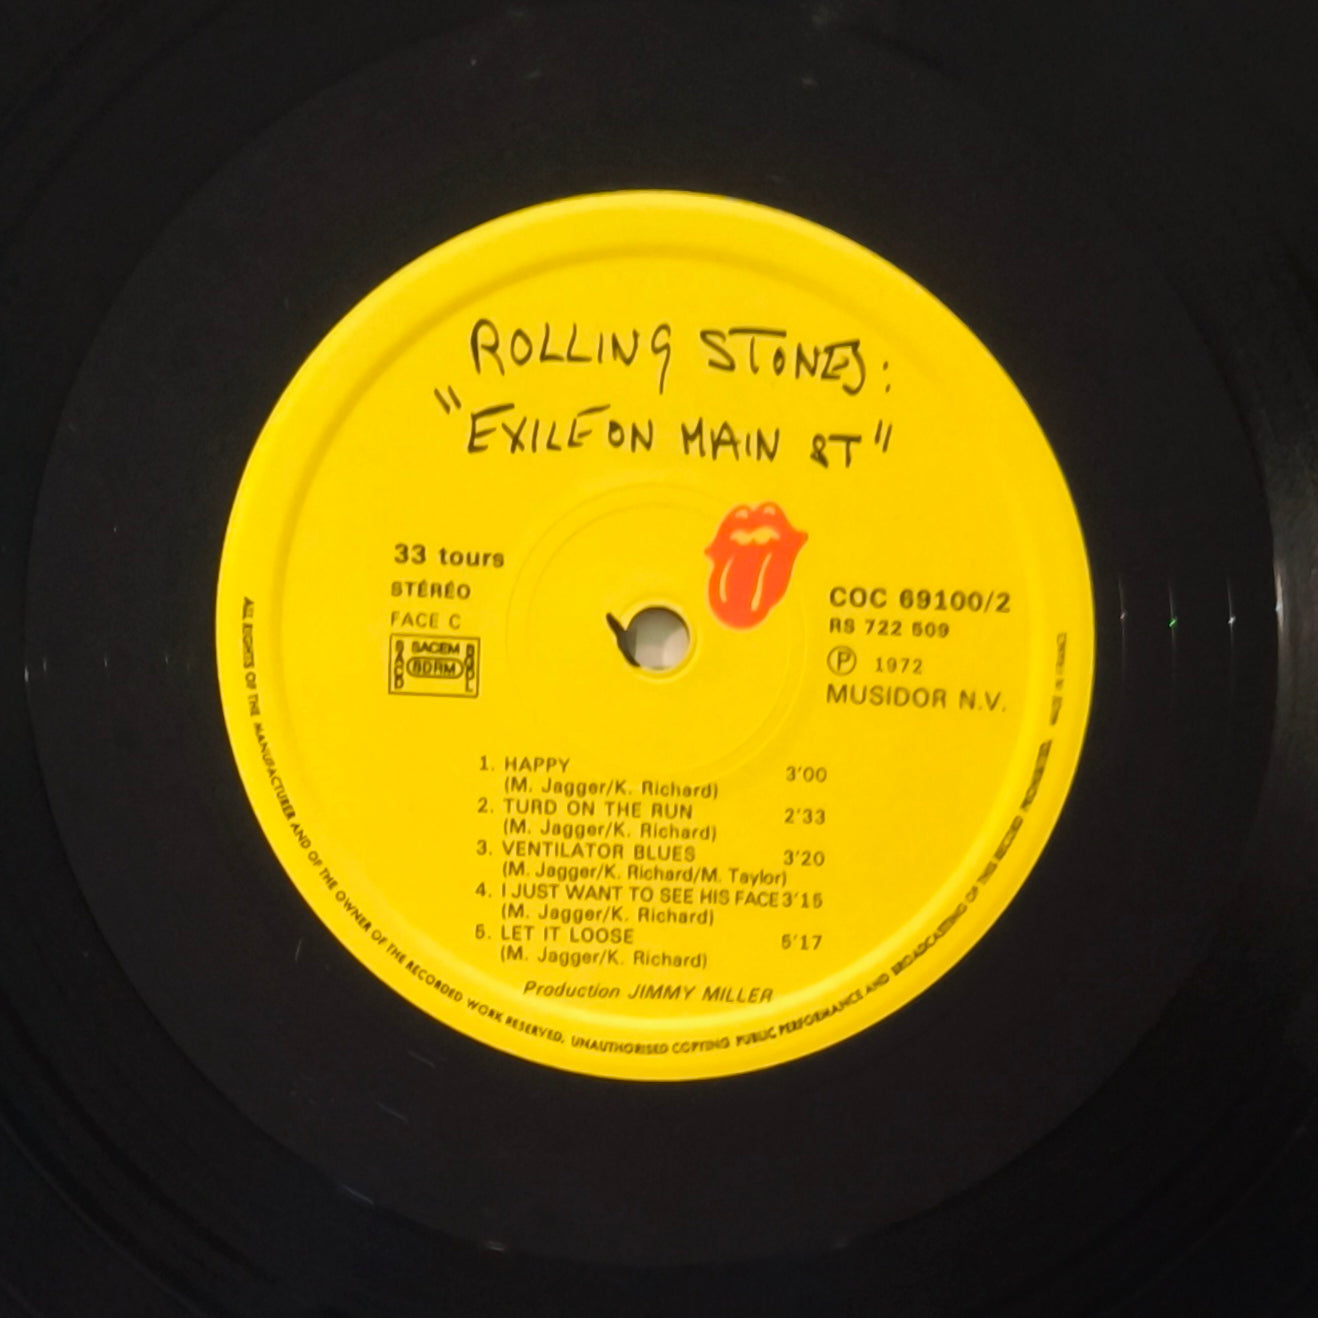 ROLLING STONES:
"EXILE ON MAIN ST"
33 tours
STÉRÉO
FACE C
SACEM
SACD SDRM SGDL
COC 69100/2
RS 722 509
Ⓟ 1972
MUSIDOR N.V.
1. HAPPY 3'00
(M. Jagger/K. Richard)
2. TURD ON THE RUN 2'33
(M. Jagger/K. Richard)
3. VENTILATOR BLUES 3'20
(M. Jagger/K. Richard/M. Taylor)
4. I JUST WANT TO SEE HIS FACE 3'15
(M. Jagger/K. Richard)
5. LET IT LOOSE 5'17
(M. Jagger/K. Richard)
Production JIMMY MILLER
ALL RIGHTS OF THE MANUFACTURER AND OF THE OWNER OF THE RECORDED WORK RESERVED. UNAUTHORISED COPYING PUBLIC PERFORMANCE AND BROADCASTING OF THIS RECORD PROHIBITED. MADE IN